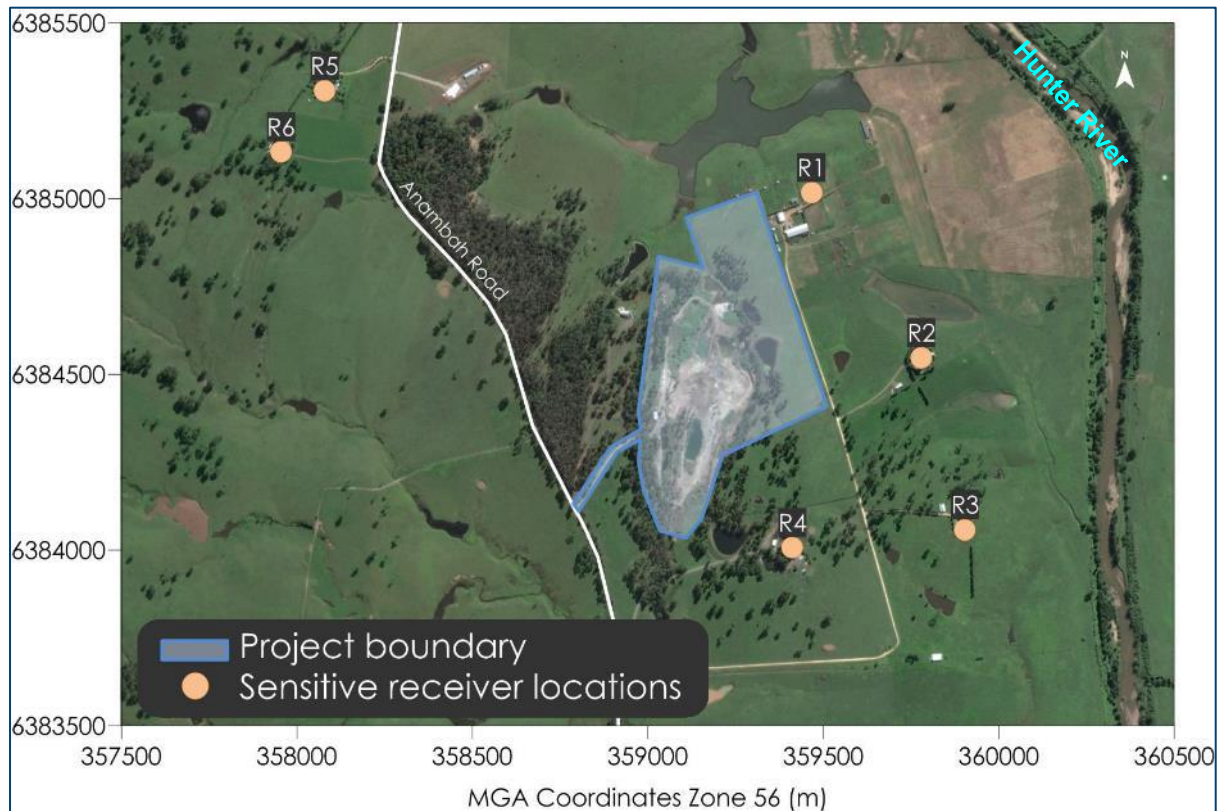 6385500
6385000
6384500
6384000
6383500
Hunter River
N
R5
R6
R1
Anambah Road
R2
R3
R4
Project boundary
Sensitive receiver locations
357500 358000 358500 359000 359500 360000 360500
MGA Coordinates Zone 56 (m)